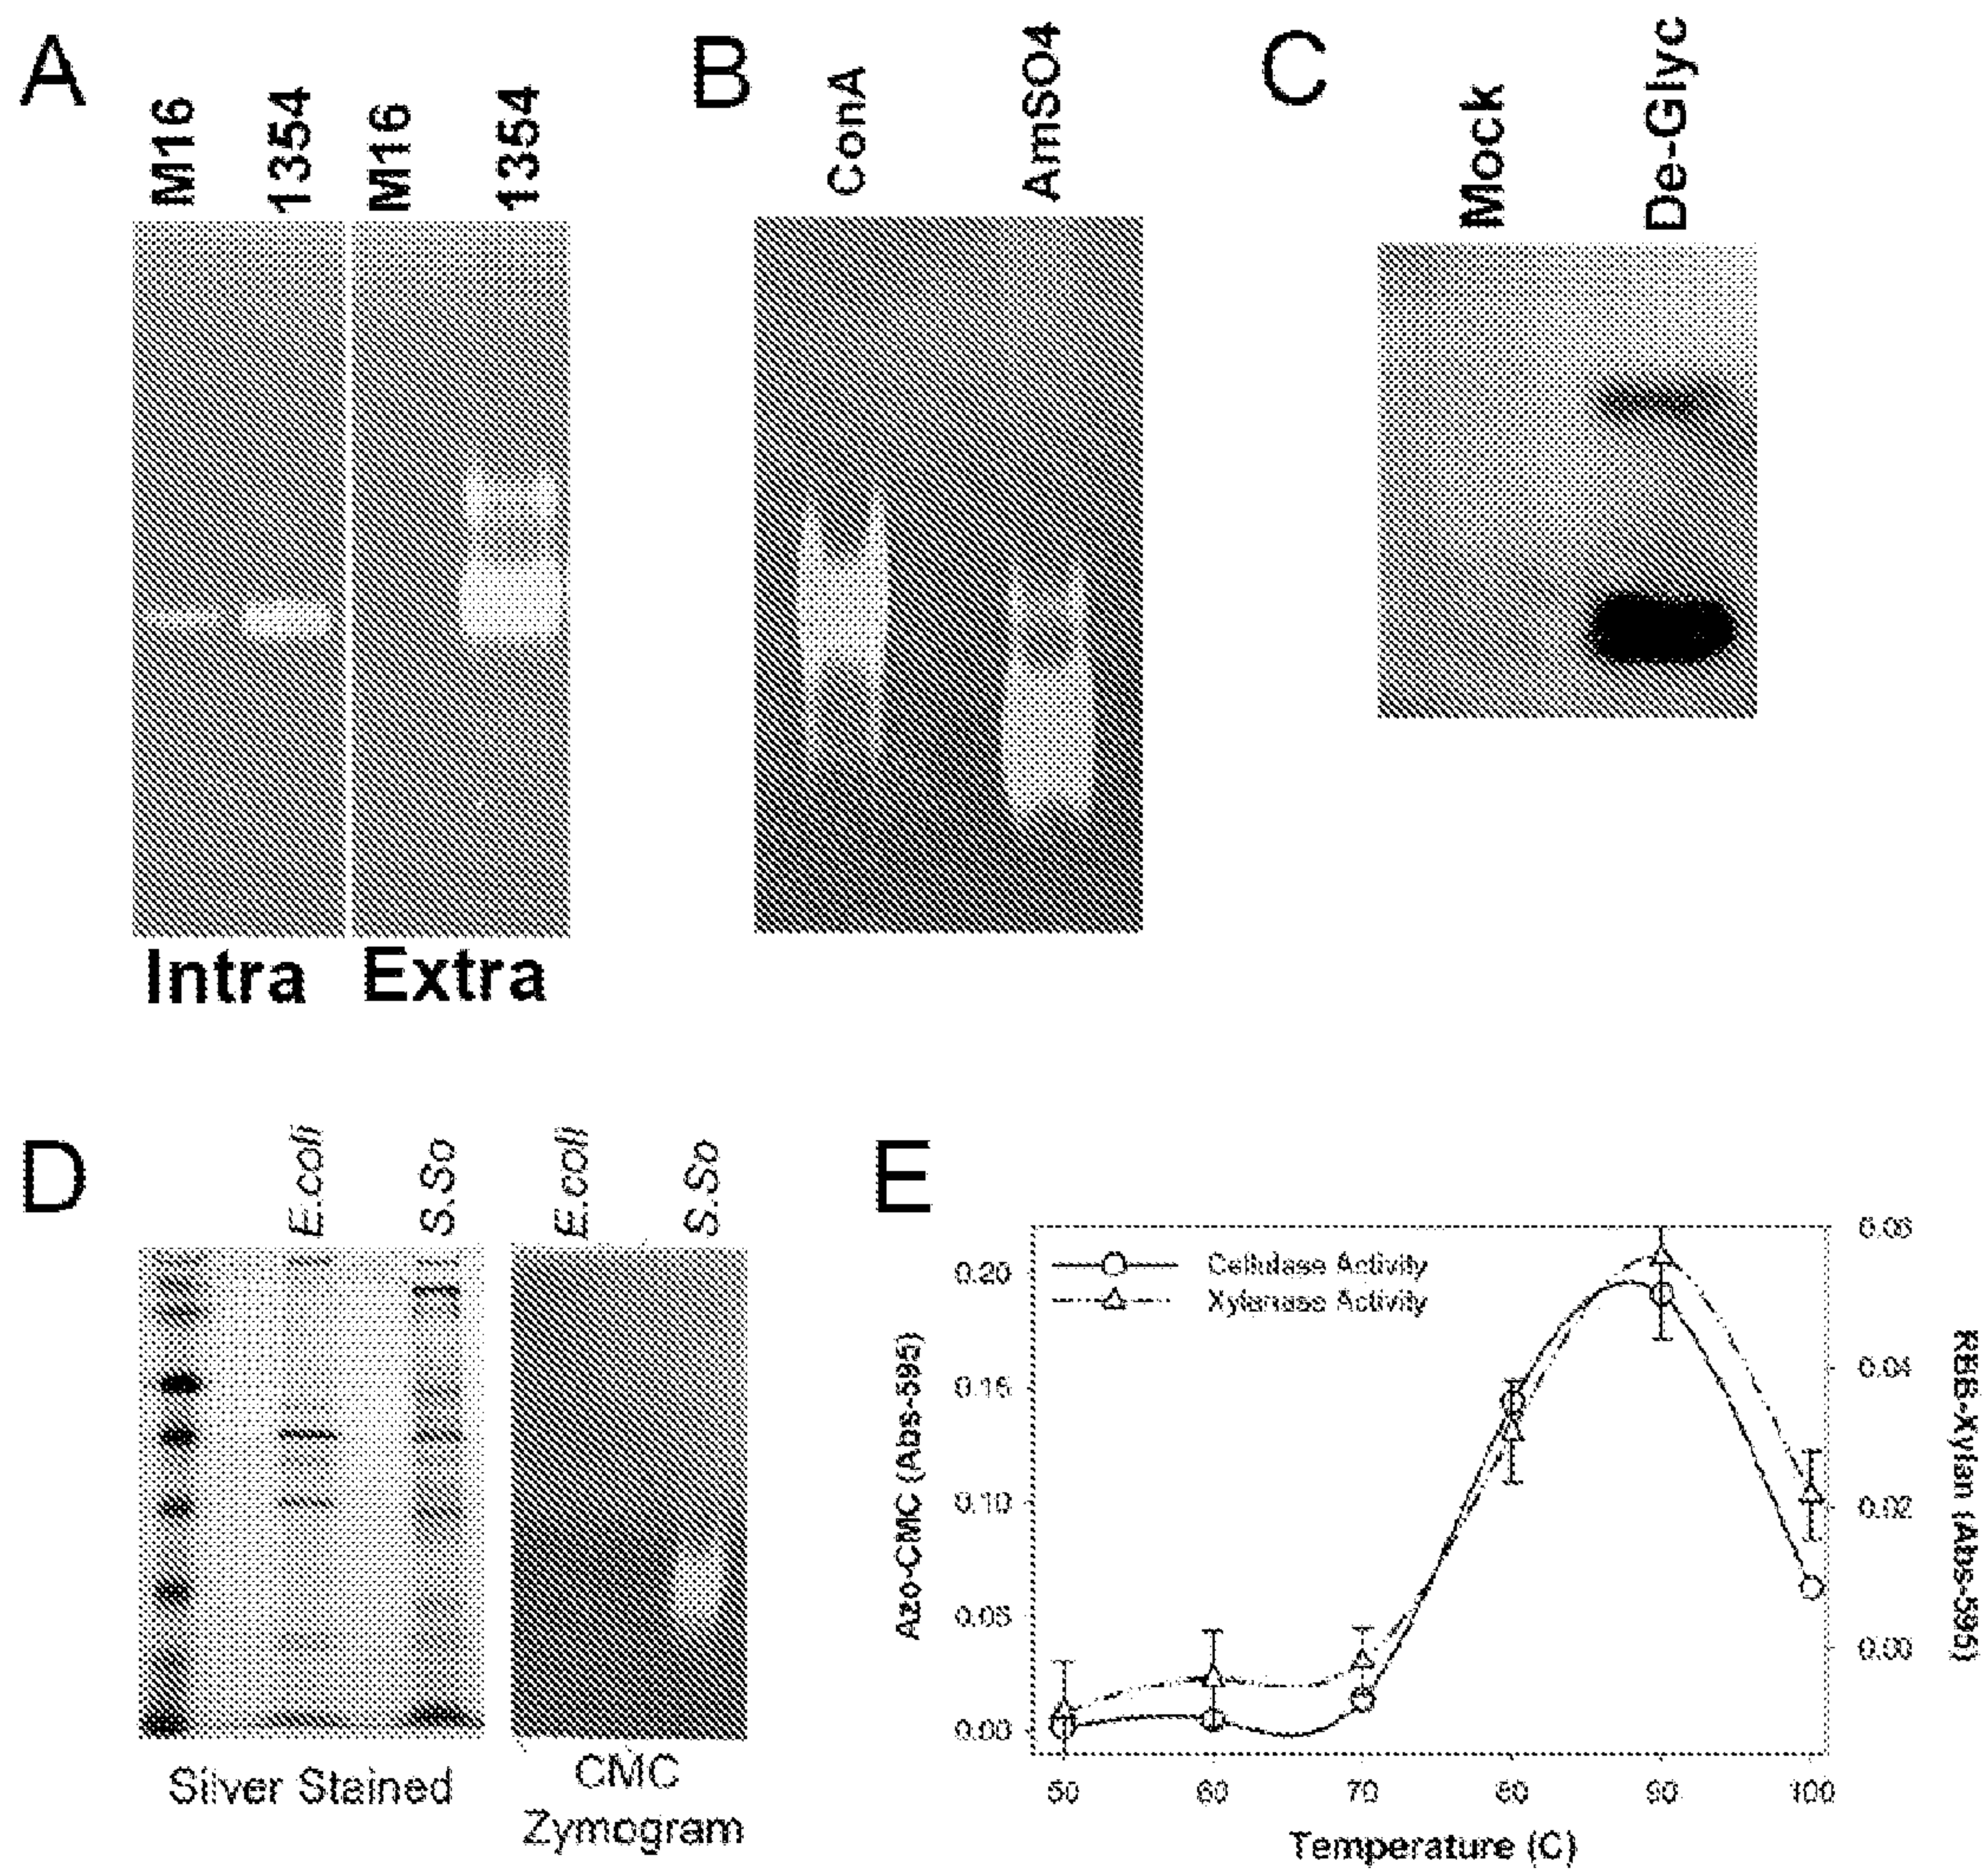 A
M16
1354
M16
1354
Intra
Extra
B
ConA
AmSO4
C
Mock
De-Glyc
D
E.coli
S.So
E.coli
S.So
Silver Stained
CMC
Zymogram
E
Cellulase Activity
Xylanase Activity
Azo-CMC (Abs-595)
0.20
0.15
0.10
0.05
0.00
RBB-Xylan (Abs-595)
0.06
0.04
0.02
0.00
50 60 70 80 90 100
Temperature (C)